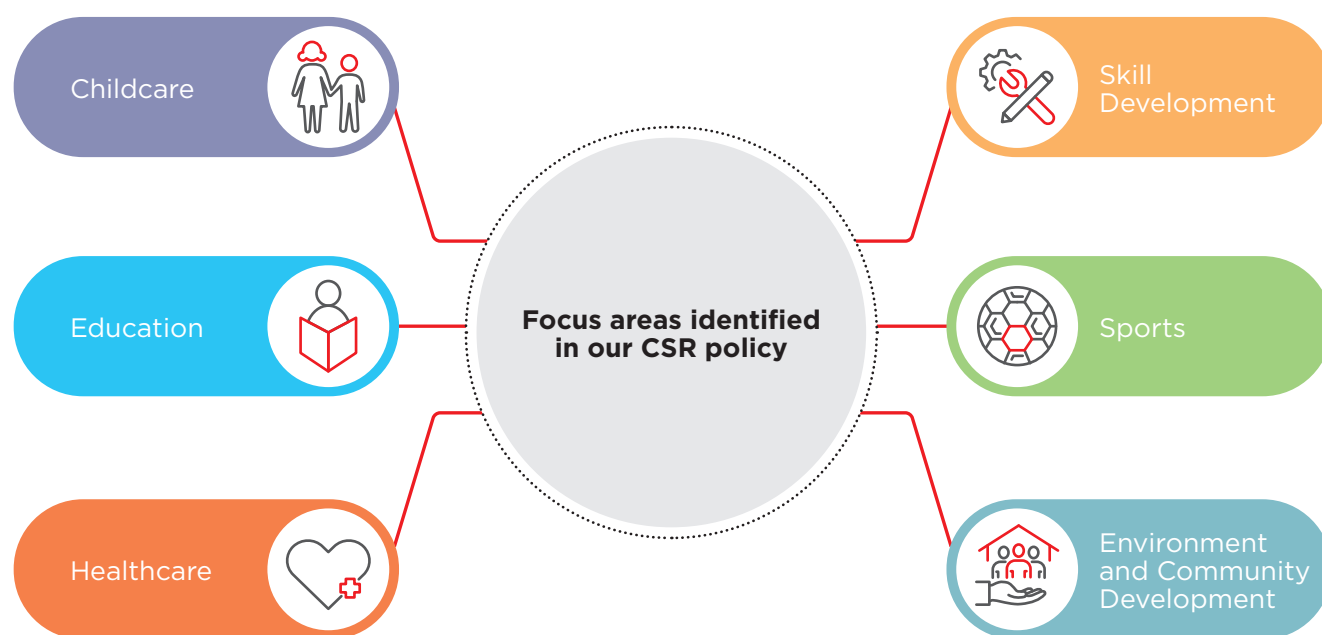 Childcare
Education
Healthcare
Focus areas identified
in our CSR policy
Skill
Development
Sports
Environment
and Community
Development